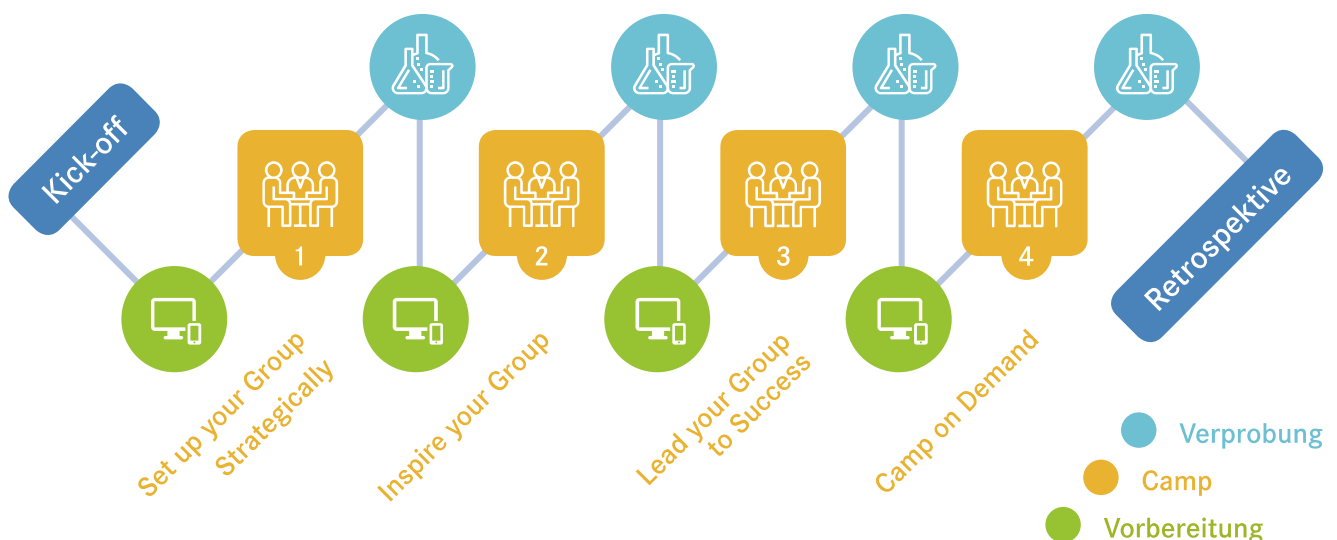 Kick-off
1
Set up your Group
Strategically
2
Inspire your Group
3
Lead your Group
to Success
4
Camp on Demand
Retrospektive
Verprobung
Camp
Vorbereitung